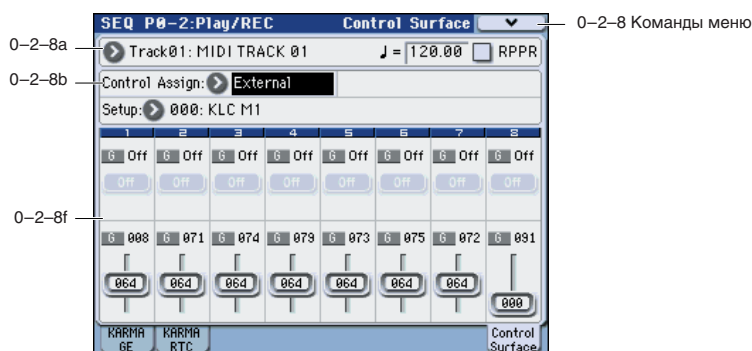 SEQ P0-2:Play/REC Control Surface
0–2–8 Команды меню
0–2–8a
Track01: MIDI TRACK 01 ♩= 120.00 RPPR
0–2–8b
Control Assign: External
Setup: 000: KLC M1
1 2 3 4 5 6 7 8
G Off G Off G Off G Off G Off G Off G Off G Off
Off Off Off Off Off Off Off Off
0–2–8f
G 008 G 071 G 074 G 079 G 073 G 075 G 072 G 091
064 064 064 064 064 064 064 000
KARMA GE KARMA RTC Control Surface